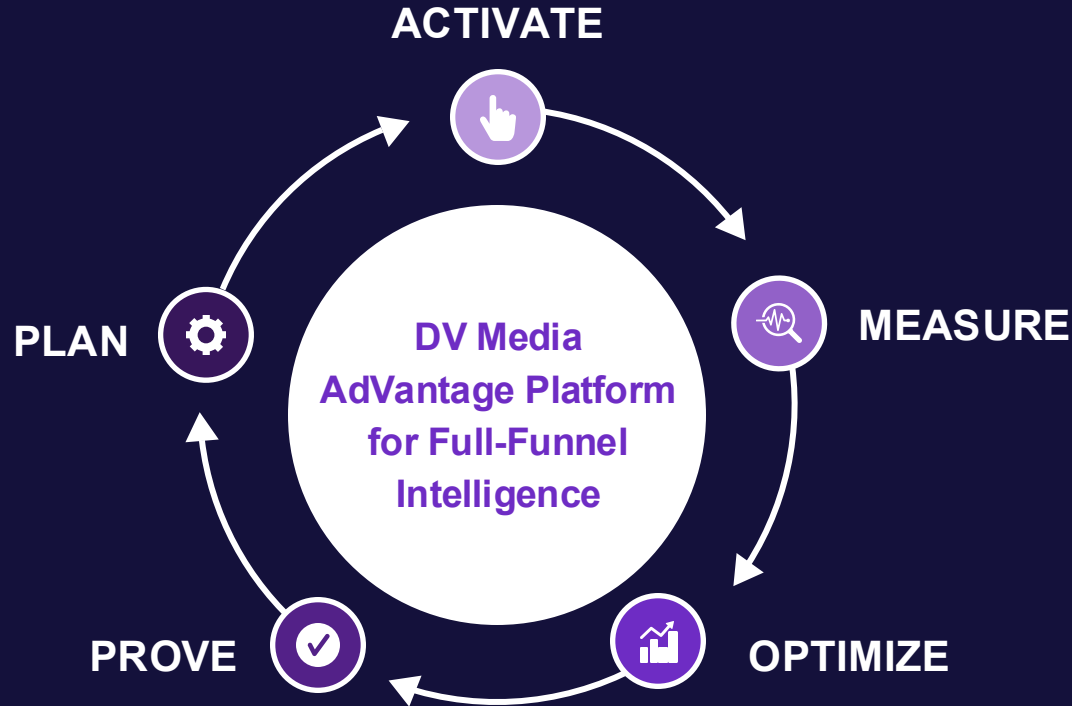 ACTIVATE
MEASURE
PLAN
DV Media
AdVantage Platform
for Full-Funnel
Intelligence
PROVE
OPTIMIZE